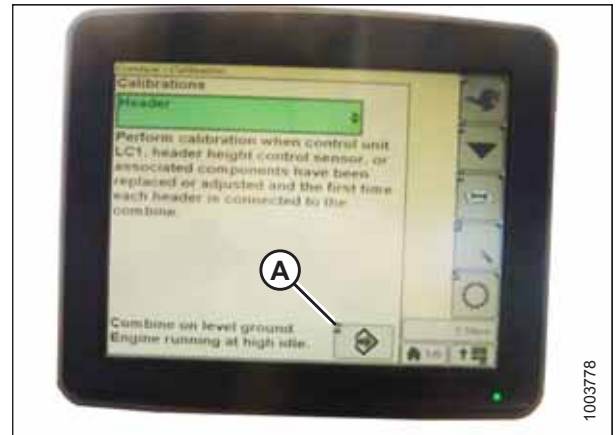 Calibrations
Header
Perform calibration when control unit
LC1, header height control sensor, or
associated components have been
replaced or adjusted and the first time
each header is connected to the
combine.
A
Combine on level ground.
Engine running at high idle.
1003778